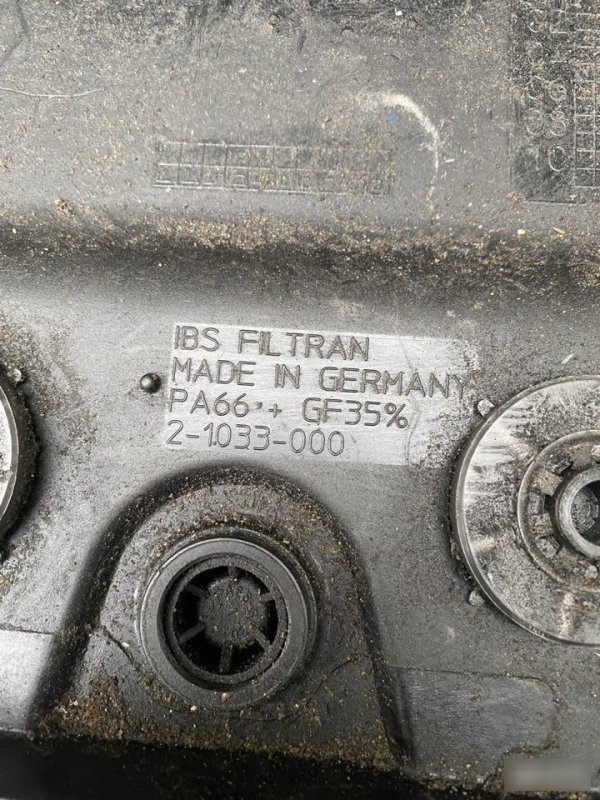 IBS FILTRAN
MADE IN GERMANY
PA66 + GF35%
2-1033-000